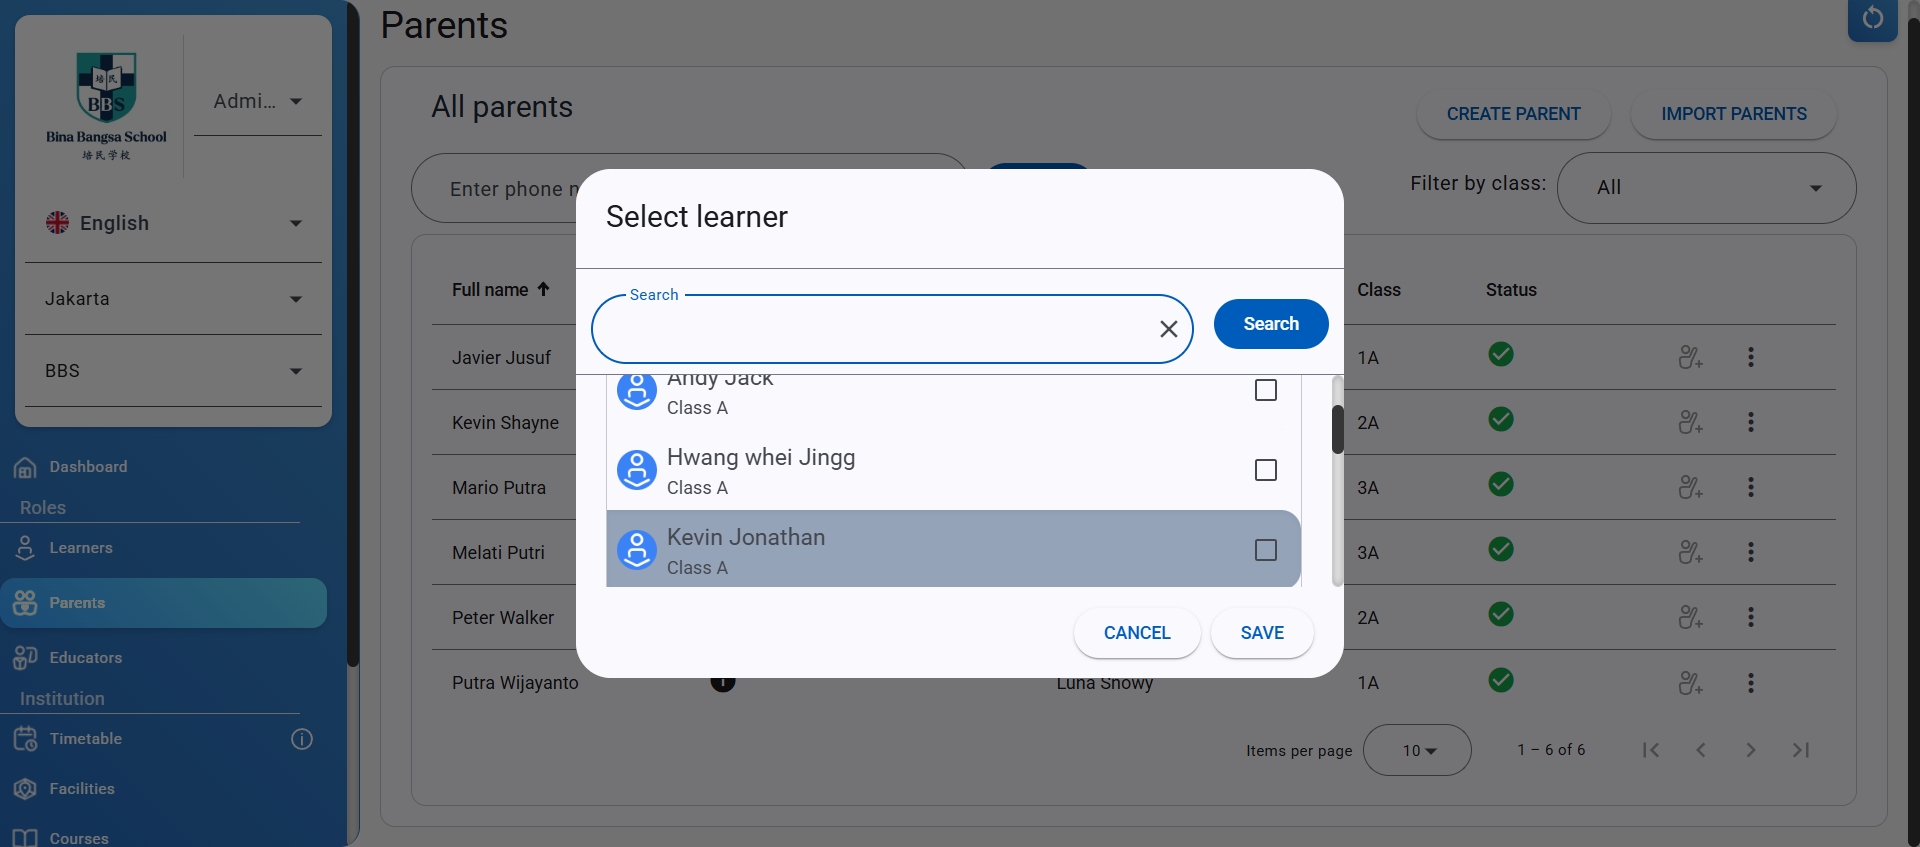 Parents
培 民
BBS
Bina Bangsa School
培民学校
Admi...
English
Jakarta
BBS
Dashboard
Roles
Learners
Parents
Educators
Institution
Timetable
Facilities
Courses
All parents
CREATE PARENT
IMPORT PARENTS
Enter phone n
Filter by class:
All
Full name
Class
Status
Javier Jusuf
1A
Kevin Shayne
2A
Mario Putra
3A
Melati Putri
3A
Peter Walker
2A
Putra Wijayanto
Luna Snowy
1A
Items per page
10
1 – 6 of 6
Select learner
Search
Search
Andy Jack
Class A
Hwang whei Jingg
Class A
Kevin Jonathan
Class A
CANCEL
SAVE